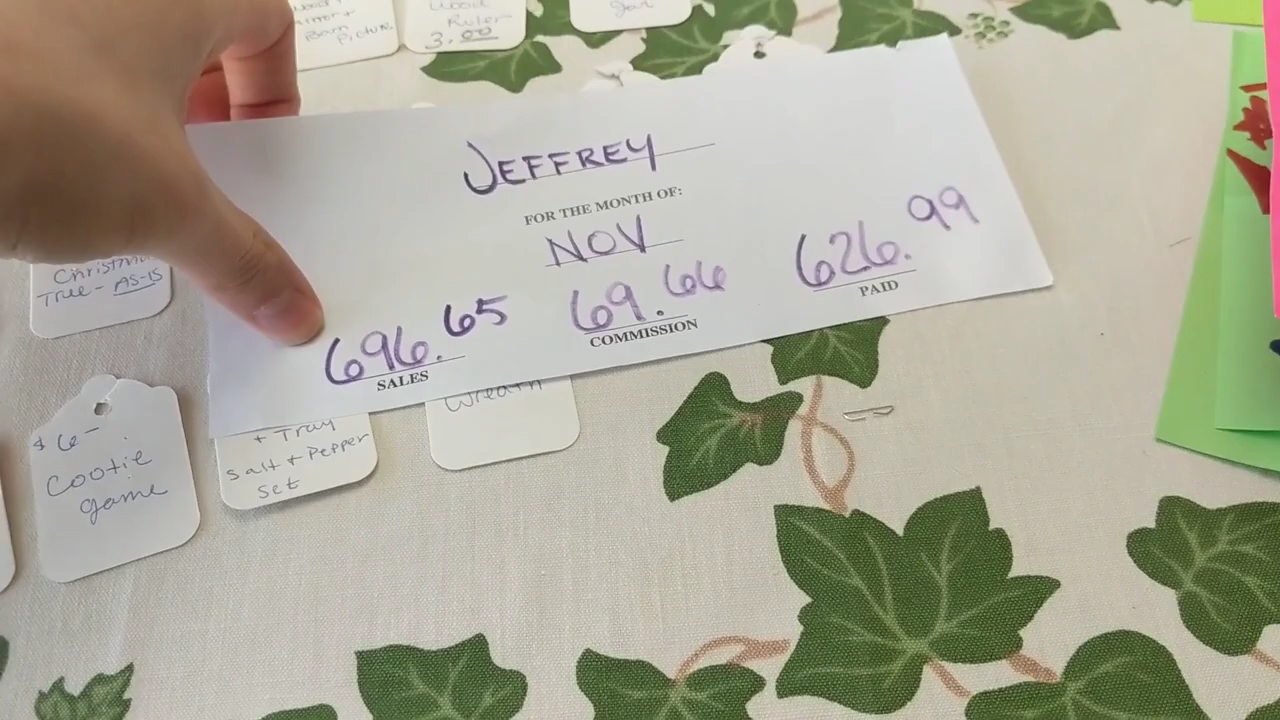 Wood
Ruler
3.00
picture
JEFFREY
FOR THE MONTH OF:
NOV
696.65
SALES
69.66
COMMISSION
626.99
PAID
Christmas
Tree - AS-IS
$6-
Cootie
game
+ Tray
Salt + Pepper
set
Wreath